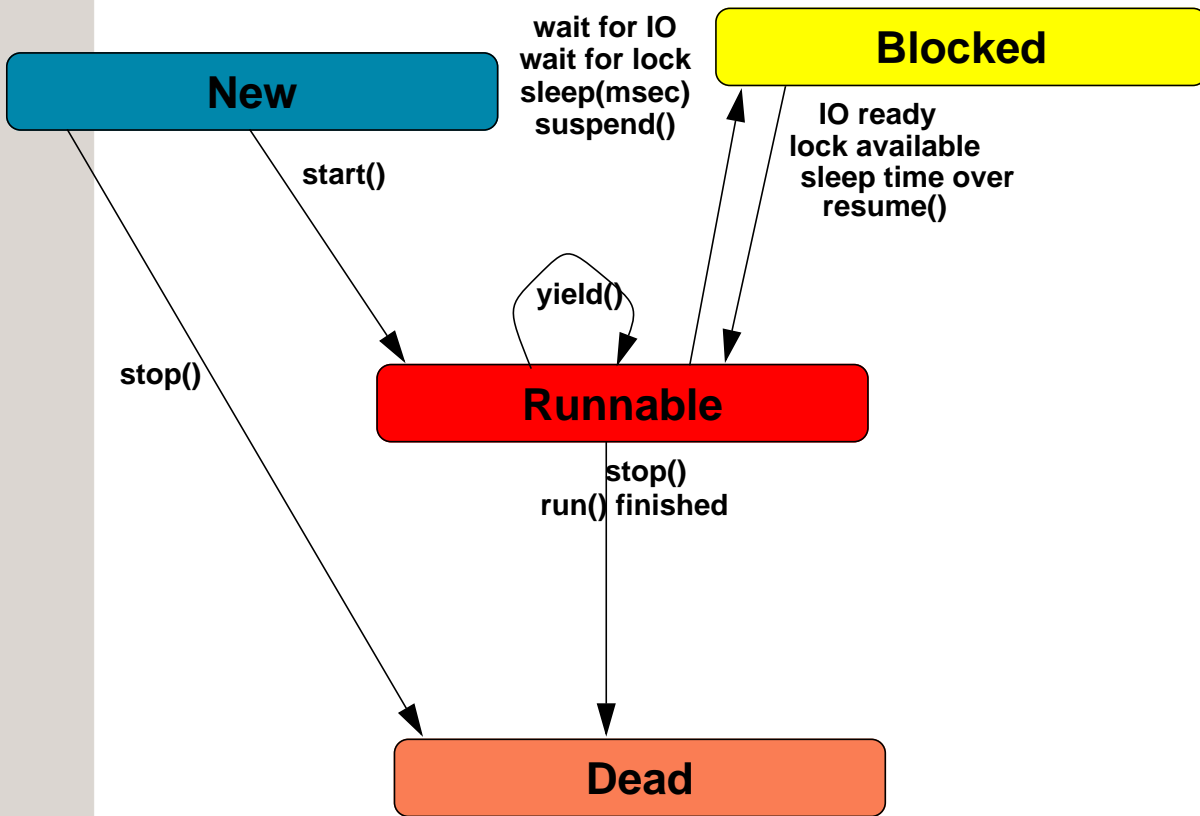 wait for IO
wait for lock
sleep(msec)
suspend()
Blocked
New
IO ready
lock available
sleep time over
resume()
start()
yield()
stop()
Runnable
stop()
run() finished
Dead